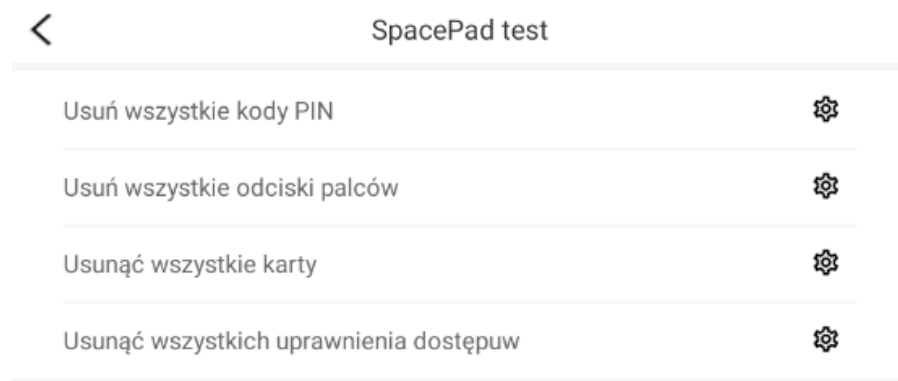 SpacePad test
Usuń wszystkie kody PIN
Usuń wszystkie odciski palców
Usunąć wszystkie karty
Usunąć wszystkich uprawnienia dostępuw